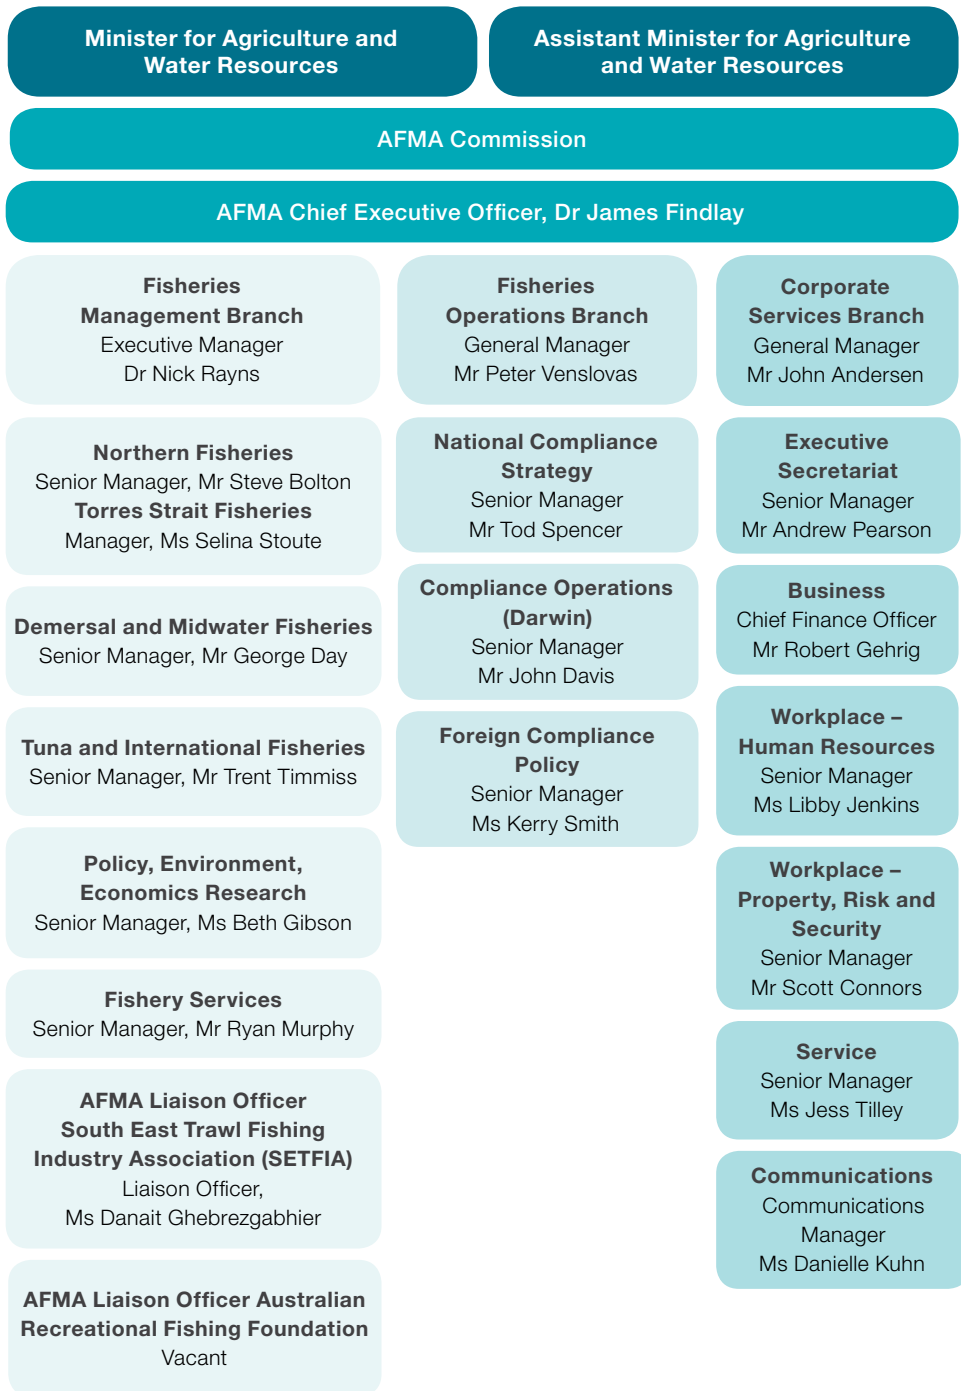 Minister for Agriculture and
Water Resources
Assistant Minister for Agriculture
and Water Resources
AFMA Commission
AFMA Chief Executive Officer, Dr James Findlay
Fisheries
Management Branch
Executive Manager
Dr Nick Rayns
Northern Fisheries
Senior Manager, Mr Steve Bolton
Torres Strait Fisheries
Manager, Ms Selina Stoute
Demersal and Midwater Fisheries
Senior Manager, Mr George Day
Tuna and International Fisheries
Senior Manager, Mr Trent Timmiss
Policy, Environment,
Economics Research
Senior Manager, Ms Beth Gibson
Fishery Services
Senior Manager, Mr Ryan Murphy
AFMA Liaison Officer
South East Trawl Fishing
Industry Association (SETFIA)
Liaison Officer,
Ms Danait Ghebrezgabhier
AFMA Liaison Officer Australian
Recreational Fishing Foundation
Vacant
Fisheries
Operations Branch
General Manager
Mr Peter Venslovas
National Compliance
Strategy
Senior Manager
Mr Tod Spencer
Compliance Operations
(Darwin)
Senior Manager
Mr John Davis
Foreign Compliance
Policy
Senior Manager
Ms Kerry Smith
Corporate
Services Branch
General Manager
Mr John Andersen
Executive
Secretariat
Senior Manager
Mr Andrew Pearson
Business
Chief Finance Officer
Mr Robert Gehrig
Workplace –
Human Resources
Senior Manager
Ms Libby Jenkins
Workplace –
Property, Risk and
Security
Senior Manager
Mr Scott Connors
Service
Senior Manager
Ms Jess Tilley
Communications
Communications
Manager
Ms Danielle Kuhn